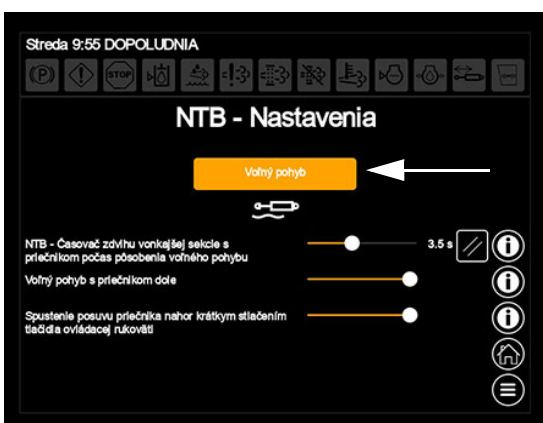 Streda 9:55 DOPOLUDNIA
(P) STOP
NTB - Nastavenia
Voľný pohyb
NTB - Časovač zdvihu vonkajšej sekcie s
priečnikom počas pôsobenia voľného pohybu
3.5 s
Voľný pohyb s priečnikom dole
Spustenie posuvu priečnika nahor krátkym stlačením
tlačidla ovládacej rukoväti